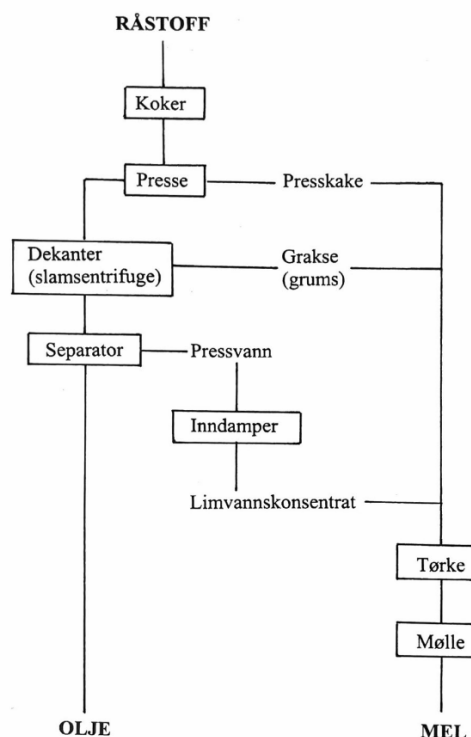 RÅSTOFF
Koker
Presse
Presskake
Dekanter
(slamsentrifuge)
Grakse
(grums)
Separator
Pressvann
Inndamper
Limvannskonsentrat
Tørke
Mølle
OLJE
MEL